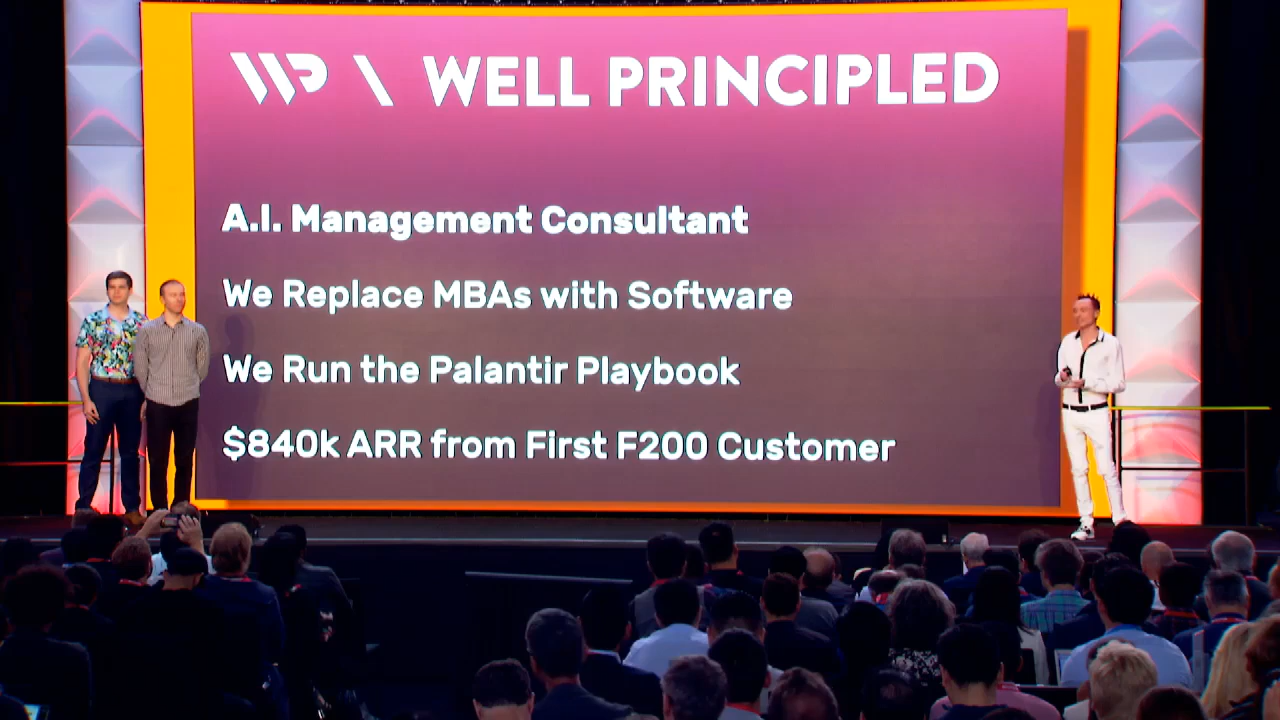 WP \ WELL PRINCIPLED
A.I. Management Consultant
We Replace MBAs with Software
We Run the Palantir Playbook
$840k ARR from First F200 Customer